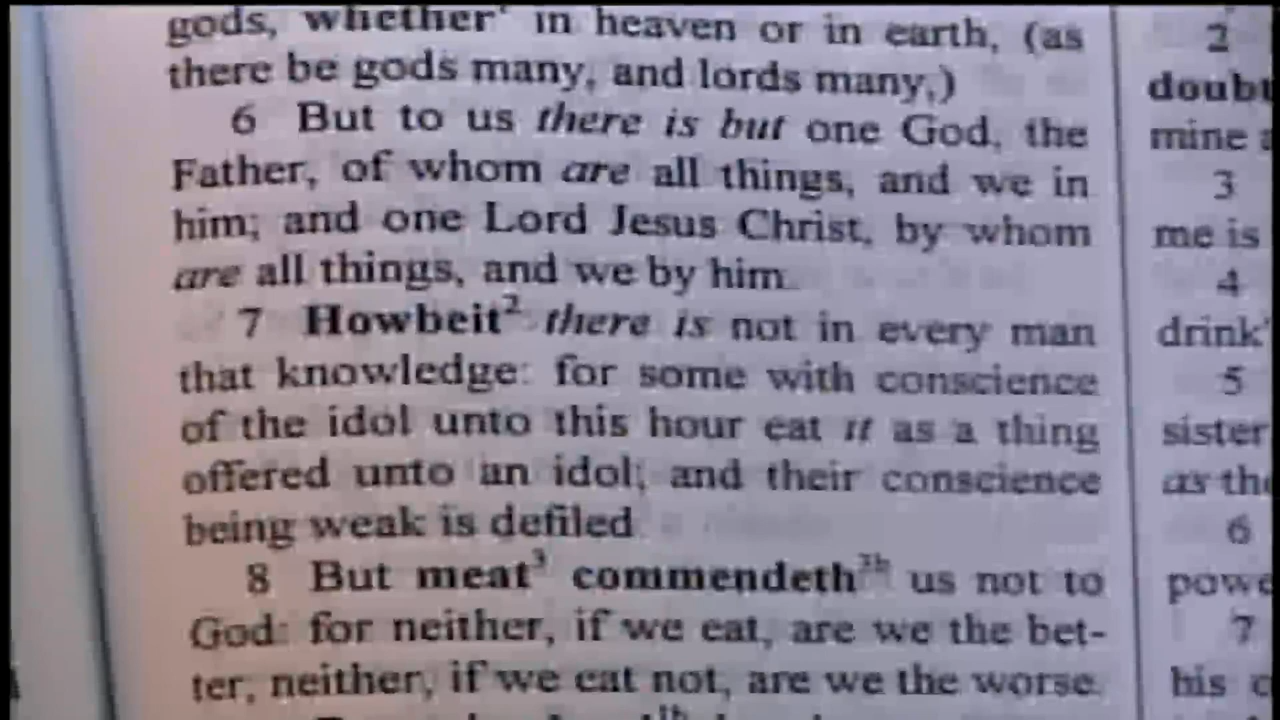 gods, whether¹ in heaven or in earth, (as
there be gods many, and lords many,)
6 But to us there is but one God, the
Father, of whom are all things, and we in
him; and one Lord Jesus Christ, by whom
are all things, and we by him.
7 Howbeit² there is not in every man
that knowledge: for some with conscience
of the idol unto this hour eat it as a thing
offered unto an idol; and their conscience
being weak is defiled.
8 But meat³ commendeth³ᵇ us not to
God: for neither, if we eat, are we the bet-
ter; neither, if we eat not, are we the worse.
2
doubt
mine a
3
me is
4
drink
5
sister
as the
6
powe
7
his c